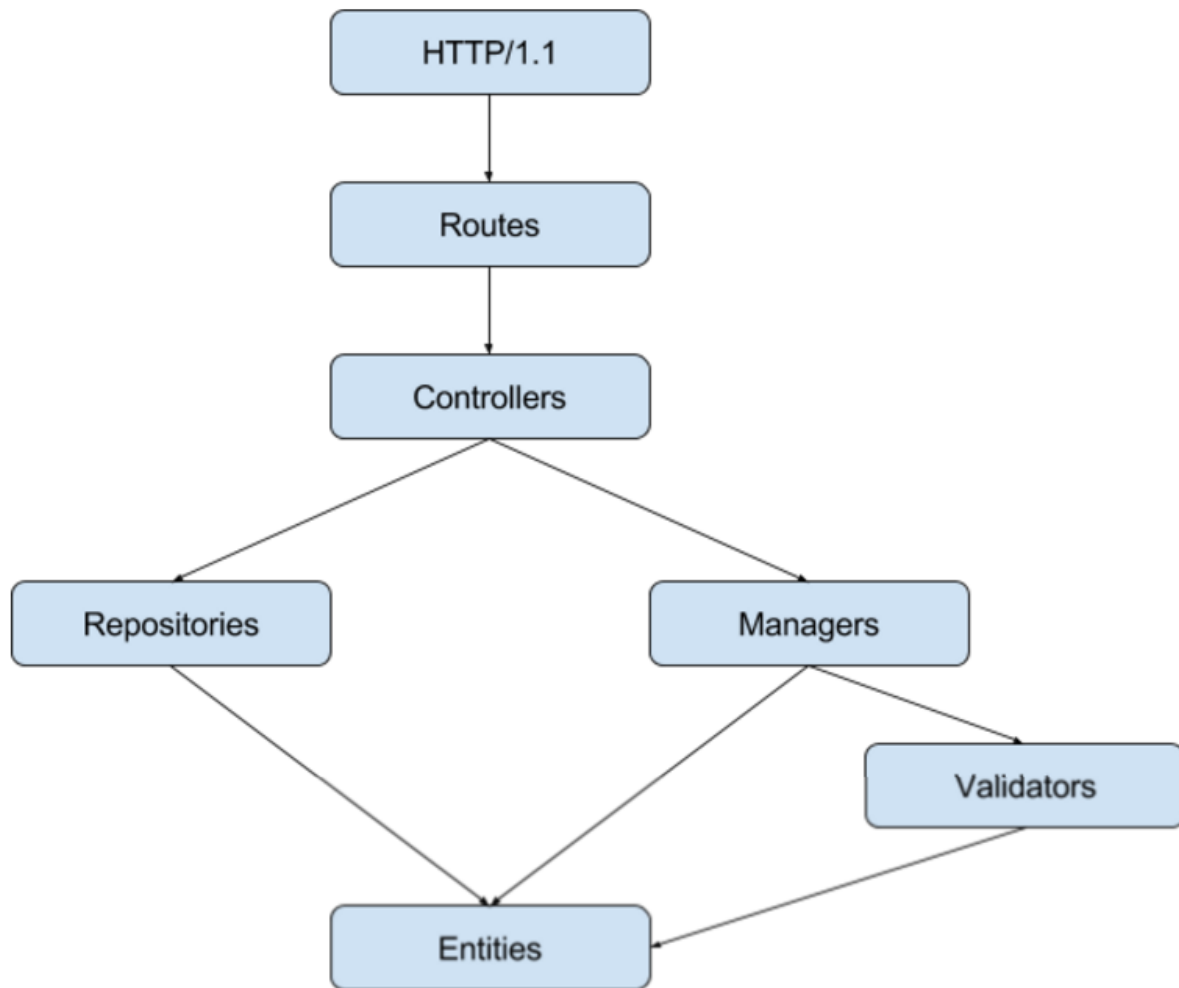 HTTP/1.1
Routes
Controllers
Repositories
Managers
Validators
Entities